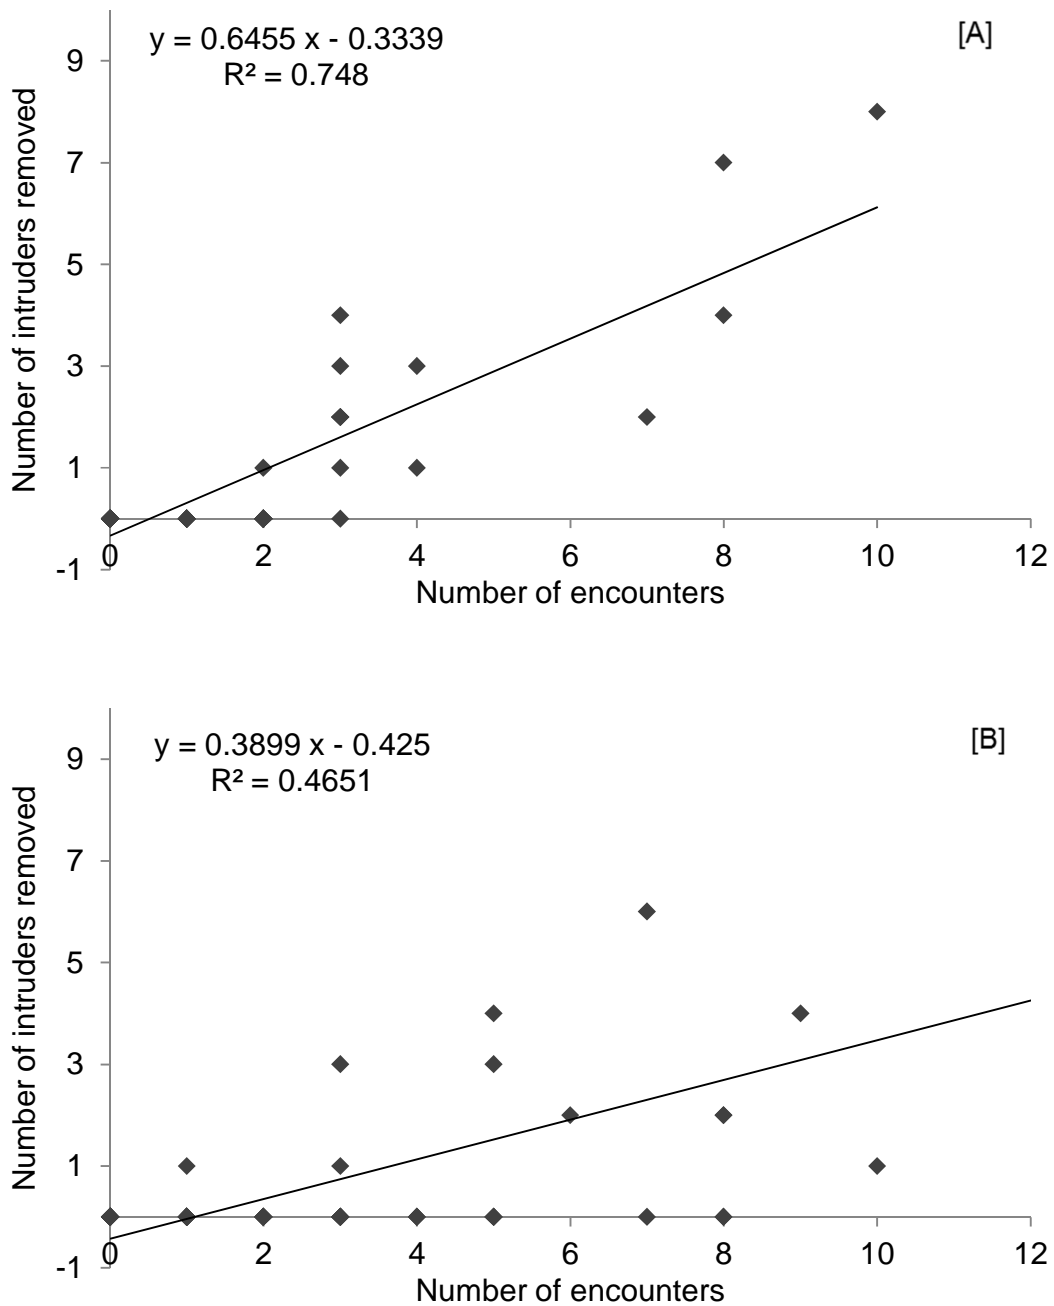 y = 0.6455 x - 0.3339
R² = 0.748
[A]
Number of intruders removed
9
7
5
3
1
-1
0 2 4 6 8 10 12
Number of encounters
y = 0.3899 x - 0.425
R² = 0.4651
[B]
Number of intruders removed
9
7
5
3
1
-1
0 2 4 6 8 10 12
Number of encounters